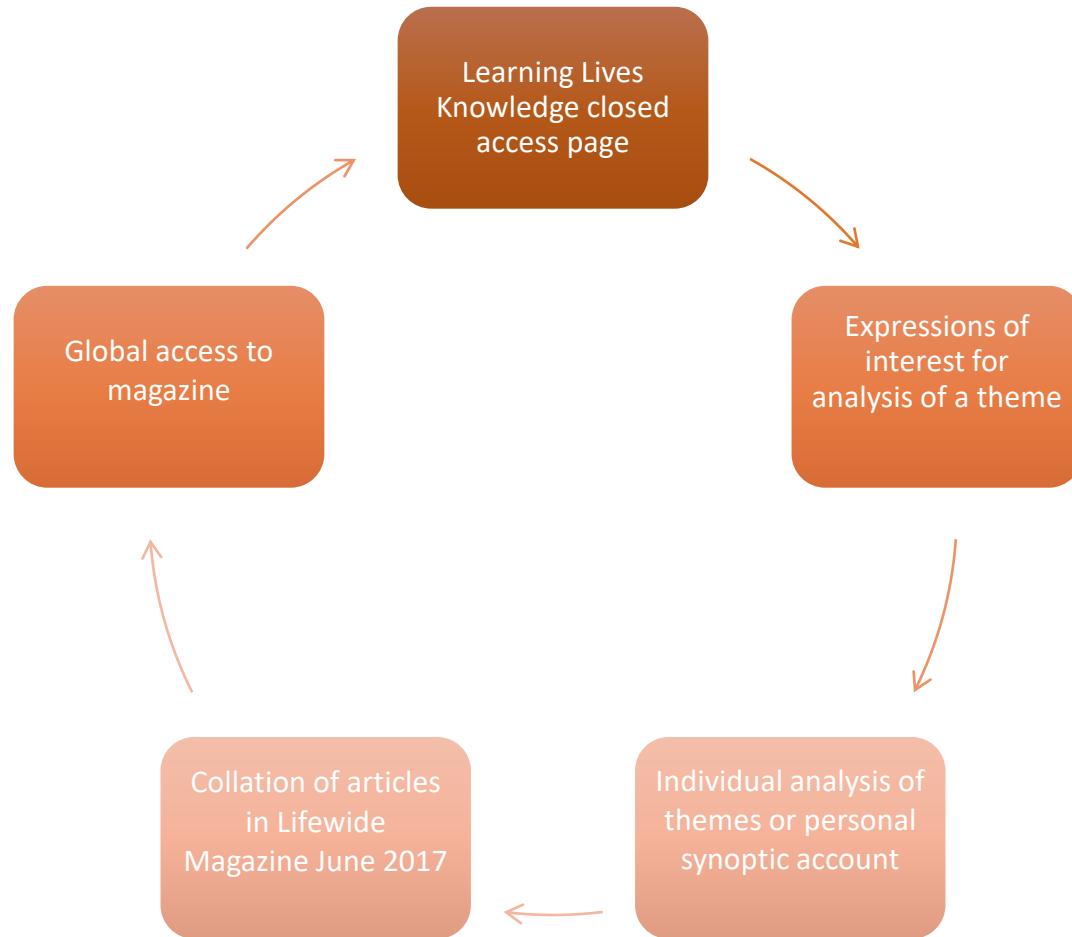 Learning Lives
Knowledge closed
access page
Expressions of
interest for
analysis of a theme
Individual analysis of
themes or personal
synoptic account
Collation of articles
in Lifewide
Magazine June 2017
Global access to
magazine